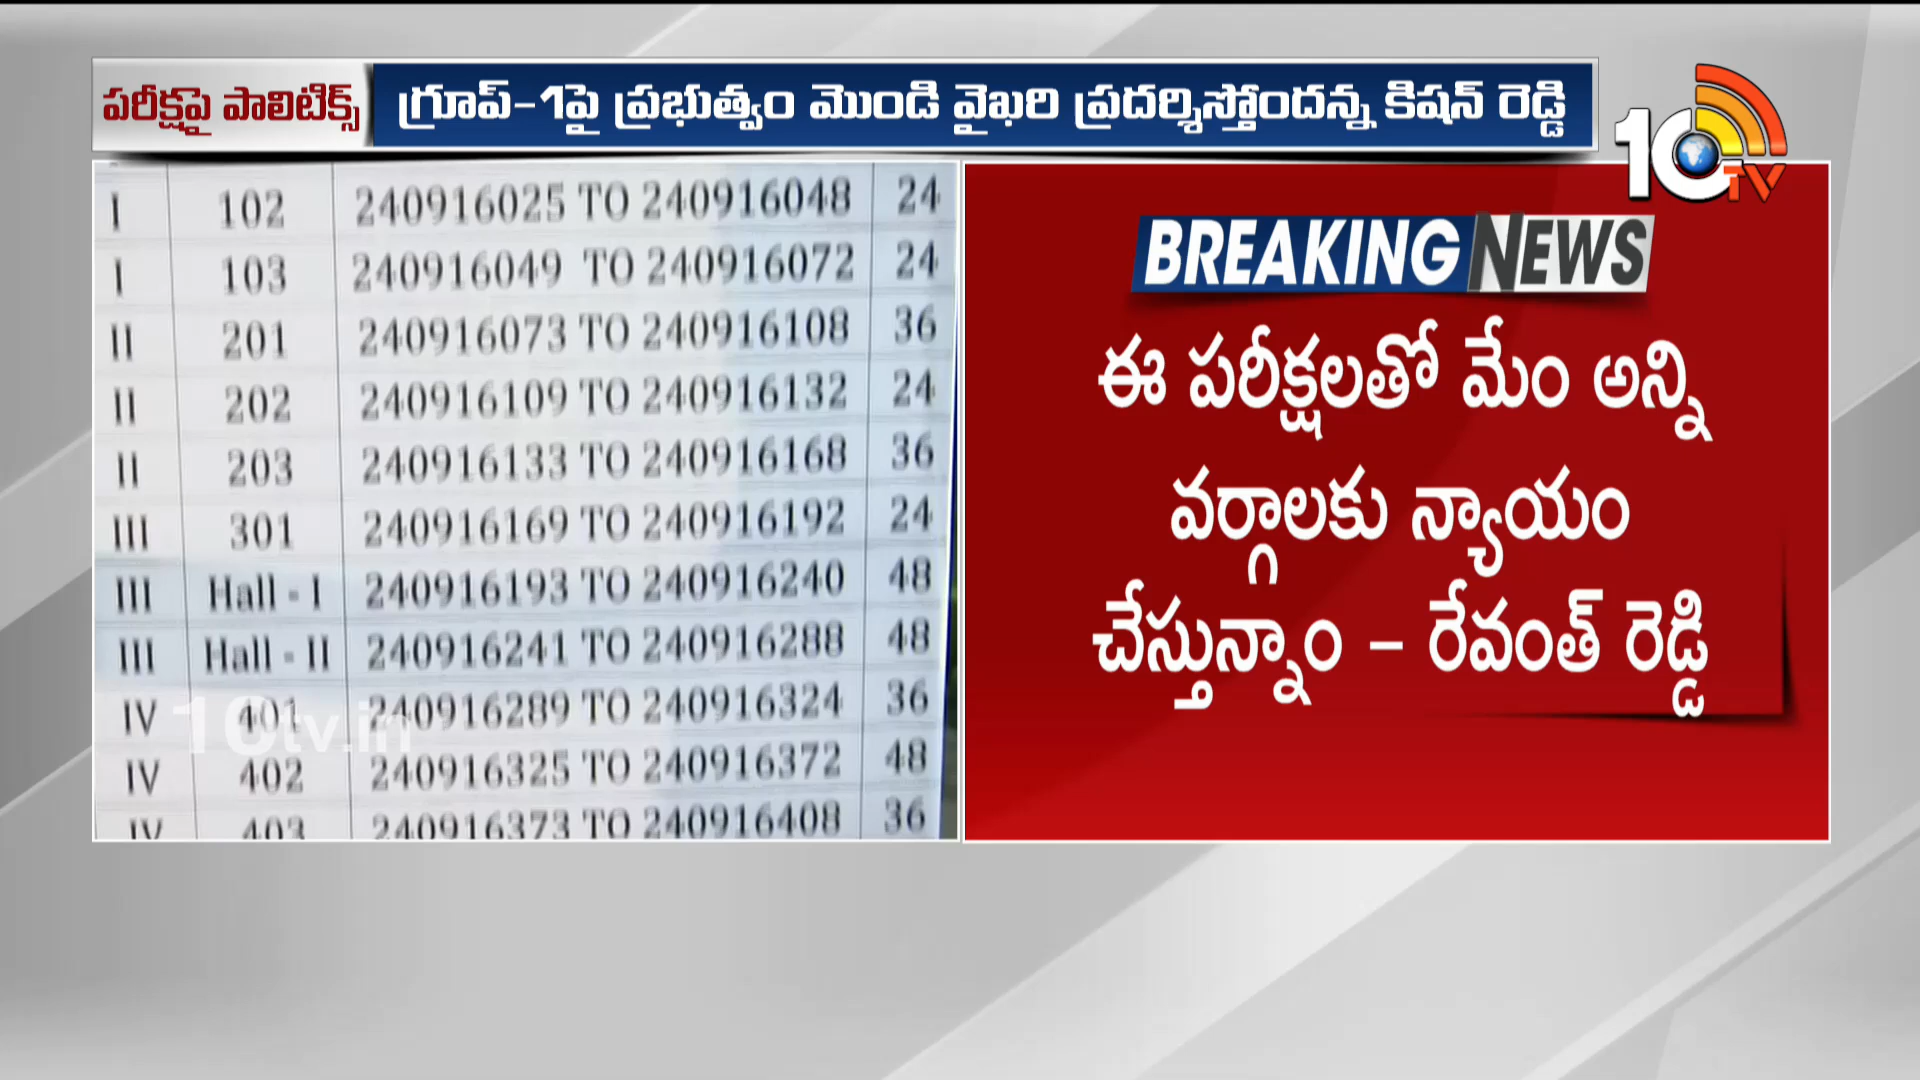 పరీక్షపై పాలిటిక్స్
గ్రూప్-1పై ప్రభుత్వం మొండి వైఖరి ప్రదర్శిస్తోందన్న కిషన్ రెడ్డి
10TV
I 102 240916025 TO 240916048 24
I 103 240916049 TO 240916072 24
II 201 240916073 TO 240916108 36
II 202 240916109 TO 240916132 24
II 203 240916133 TO 240916168 36
III 301 240916169 TO 240916192 24
III Hall - I 240916193 TO 240916240 48
III Hall - II 240916241 TO 240916288 48
IV 401 240916289 TO 240916324 36
IV 402 240916325 TO 240916372 48
IV 403 240916373 TO 240916408 36
10tv.in
BREAKING NEWS
ఈ పరీక్షలతో మేం అన్ని
వర్గాలకు న్యాయం
చేస్తున్నాం – రేవంత్ రెడ్డి